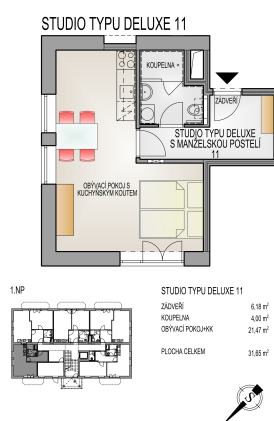 STUDIO TYPU DELUXE 11
KOUPELNA +
ZÁDVEŘÍ
STUDIO TYPU DELUXE
S MANŽELSKOU POSTELÍ
11
OBÝVACÍ POKOJ S
KUCHYŇSKÝM KOUTEM
1.NP
STUDIO TYPU DELUXE 11
ZÁDVEŘÍ 6,18 m²
KOUPELNA 4,00 m²
OBÝVACÍ POKOJ+KK 21,47 m²
PLOCHA CELKEM 31,65 m²
S